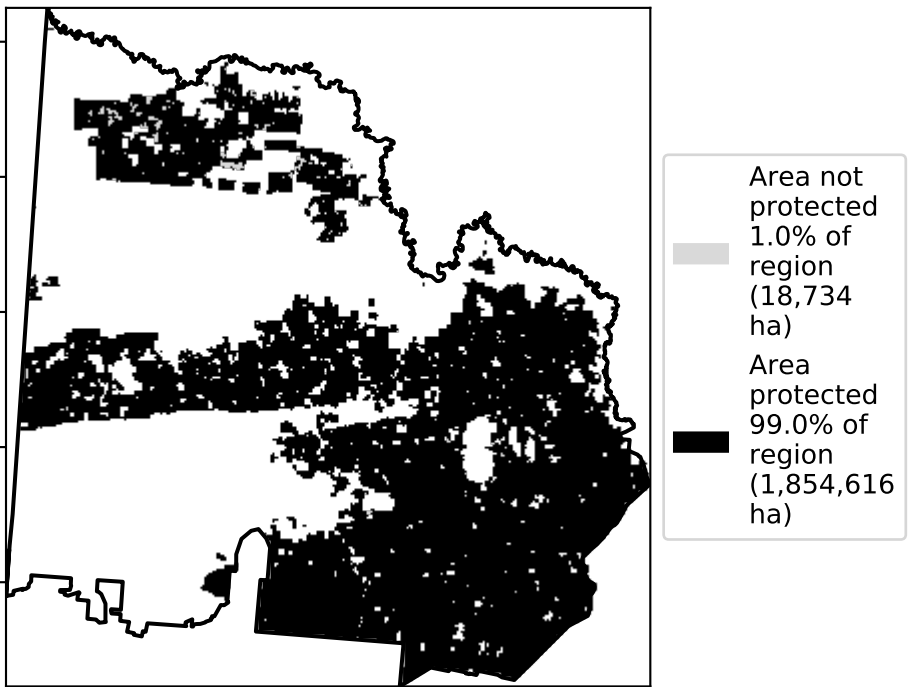 Area not
protected
1.0% of
region
(18,734
ha)
Area
protected
99.0% of
region
(1,854,616
ha)